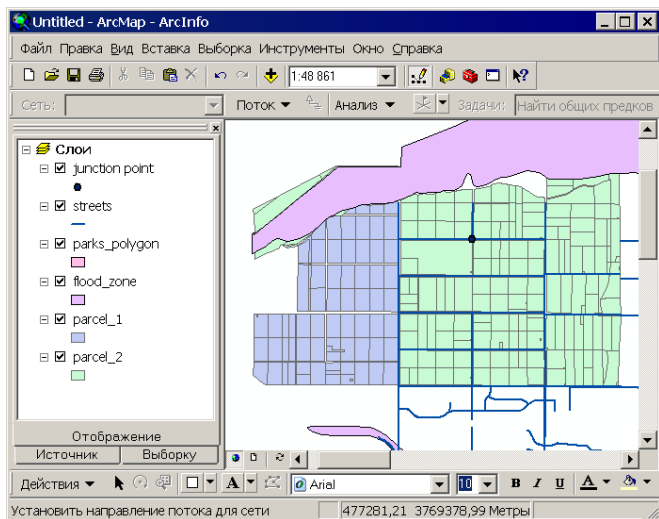 Untitled - ArcMap - ArcInfo
Файл Правка Вид Вставка Выборка Инструменты Окно Справка
1:48 861
Сеть: Поток Анализ Задачи: Найти общих предков
Слои
junction point
streets
parks_polygon
flood_zone
parcel_1
parcel_2
Отображение
Источник Выборку
Действия A Arial 10 B I U A
Установить направление потока для сети 477281,21 3769378,99 Метры